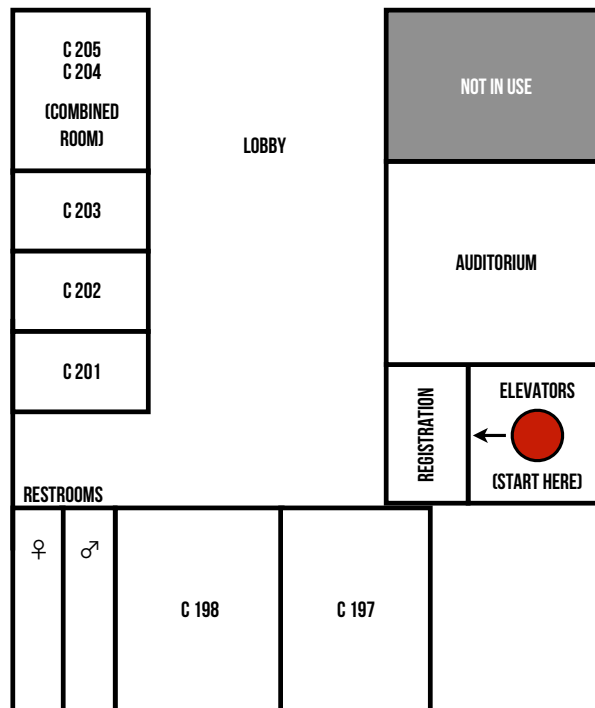 C 205
C 204
(COMBINED
ROOM)
NOT IN USE
LOBBY
C 203
AUDITORIUM
C 202
C 201
REGISTRATION
ELEVATORS
(START HERE)
RESTROOMS
♀
♂
C 198
C 197